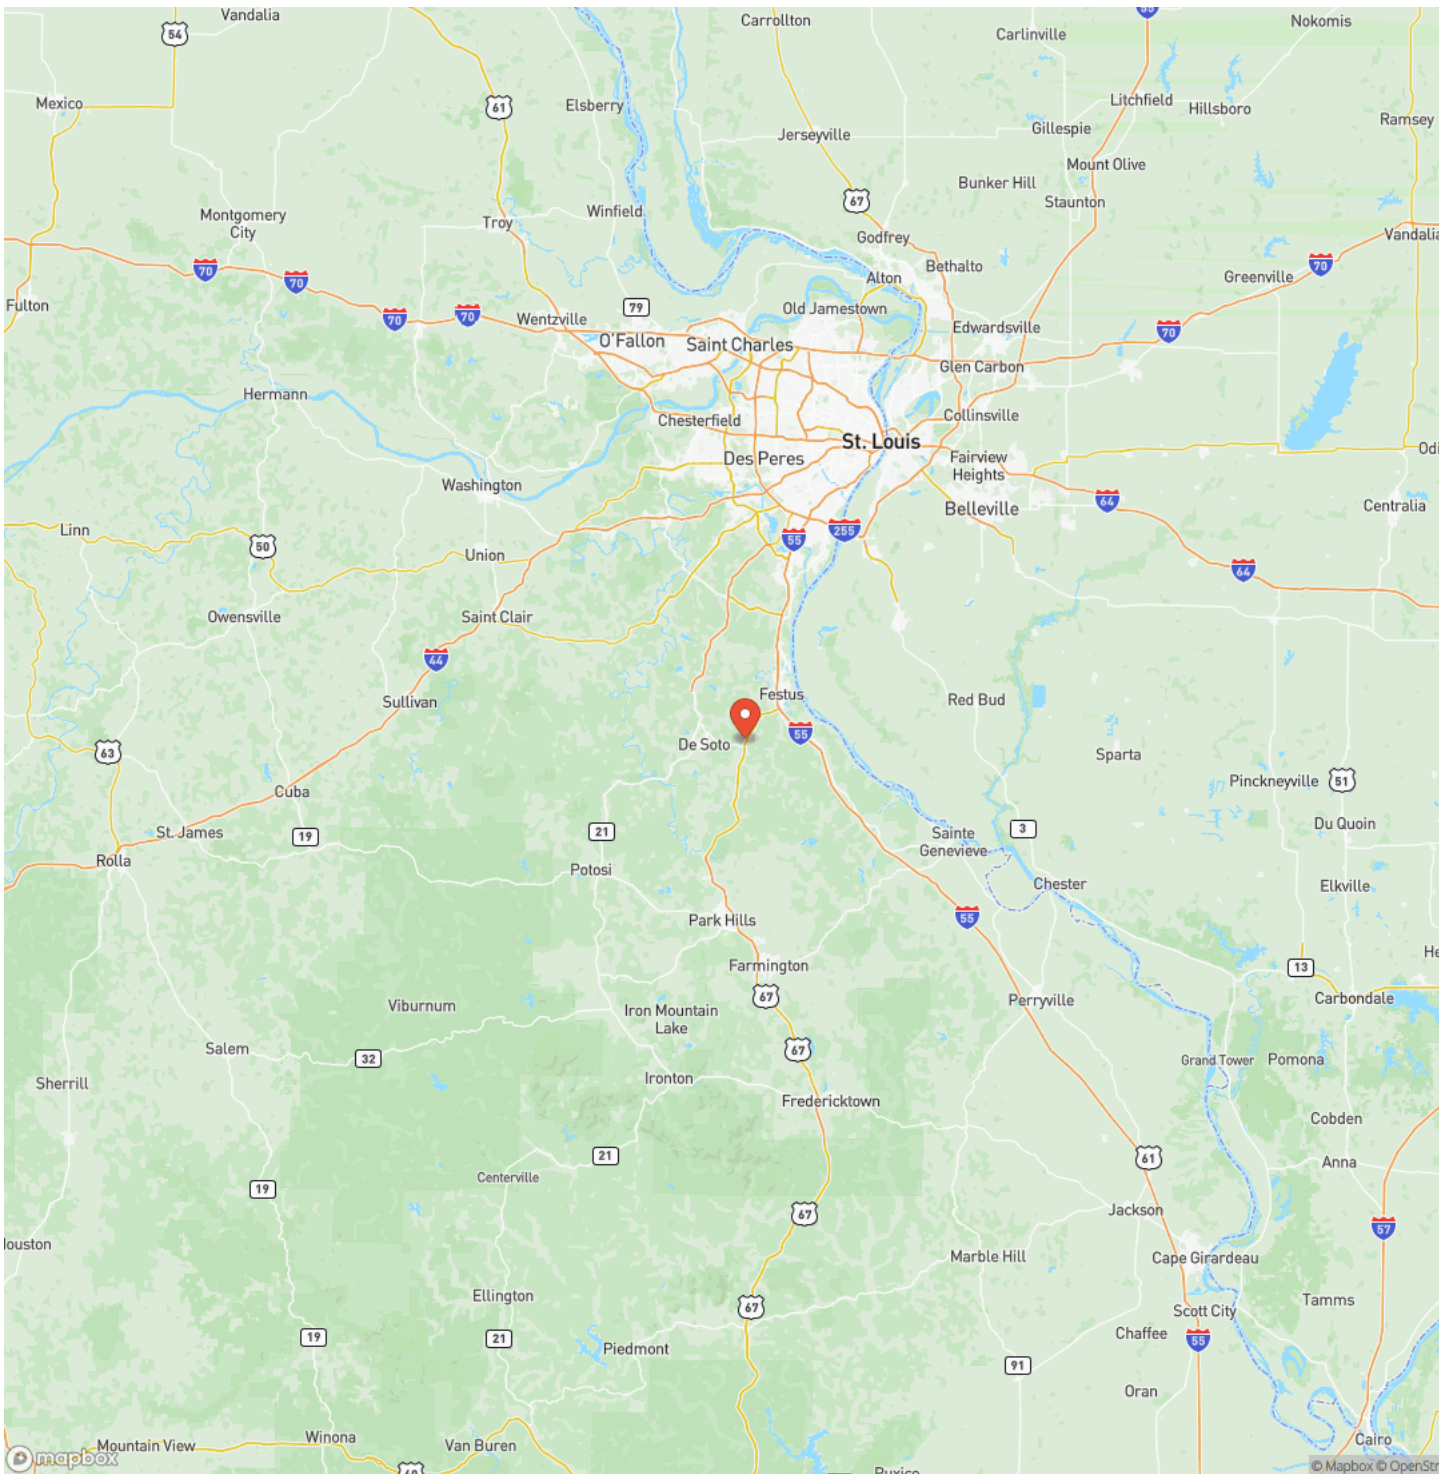 Vandalia
Carrollton
55
Carlinville
Nokomis
54
Mexico
61
Elsberry
Litchfield
Hillsboro
Gillespie
Ramsey
Jerseyville
Mount Olive
Bunker Hill
Staunton
67
Montgomery
City
Troy
Winfield
Godfrey
Vandalia
70
70
Alton
Bethalto
Greenville
70
Fulton
70
70
Wentzville
79
Old Jamestown
Edwardsville
70
O'Fallon
Saint Charles
Glen Carbon
Hermann
Chesterfield
Collinsville
St. Louis
Des Peres
Fairview
Heights
Odi
Washington
Belleville
64
Centralia
Linn
50
Union
55
255
64
Owensville
Saint Clair
44
Sullivan
Festus
Red Bud
63
De Soto
55
Sparta
Pinckneyville
51
Cuba
St. James
19
21
Sainte
Genevieve
3
Du Quoin
Rolla
Potosi
Chester
Elkville
Park Hills
55
Farmington
13
He
67
Viburnum
Iron Mountain
Lake
Perryville
Carbondale
Salem
32
67
Grand Tower
Pomona
Sherrill
Ironton
Fredericktown
Cobden
21
61
Anna
Centerville
19
67
Jackson
57
Houston
Marble Hill
Cape Girardeau
Ellington
67
Scott City
Tamms
19
21
Piedmont
Chaffee
55
91
Oran
Mountain View
Winona
Van Buren
Cairo
mapbox
60
Puxico
© Mapbox © OpenStr